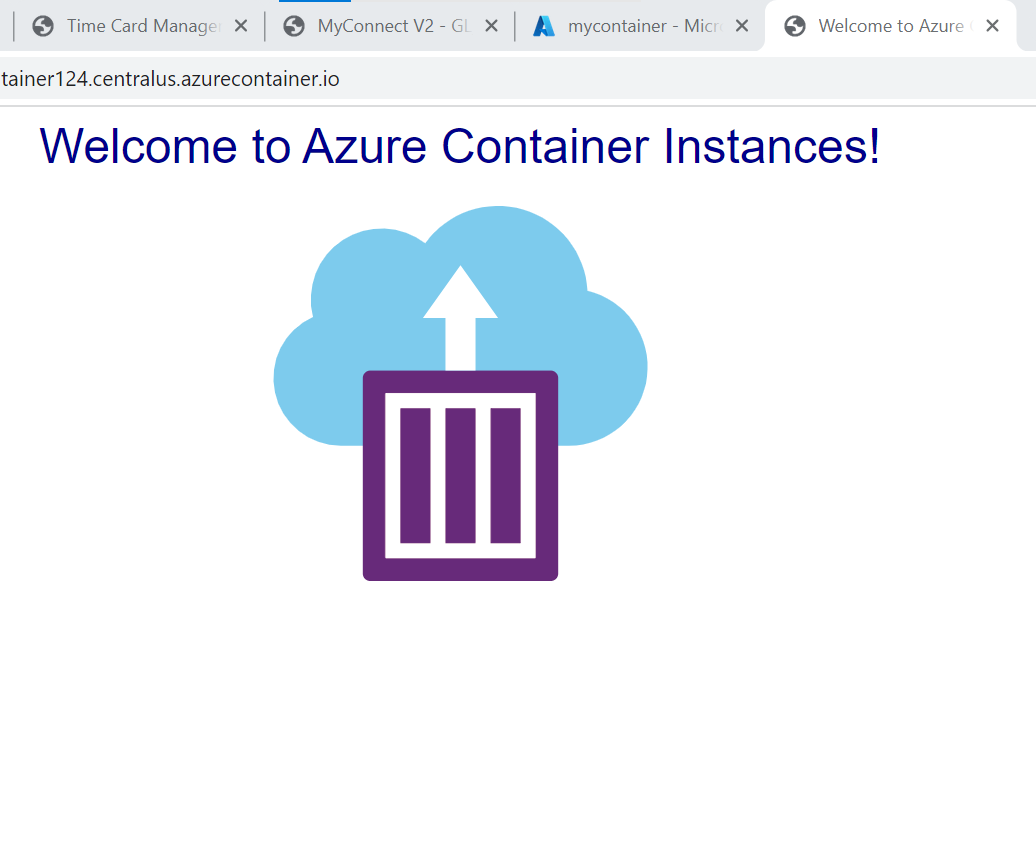 Time Card Manage
MyConnect V2 - GL
mycontainer - Micr
Welcome to Azure
tainer124.centralus.azurecontainer.io
Welcome to Azure Container Instances!